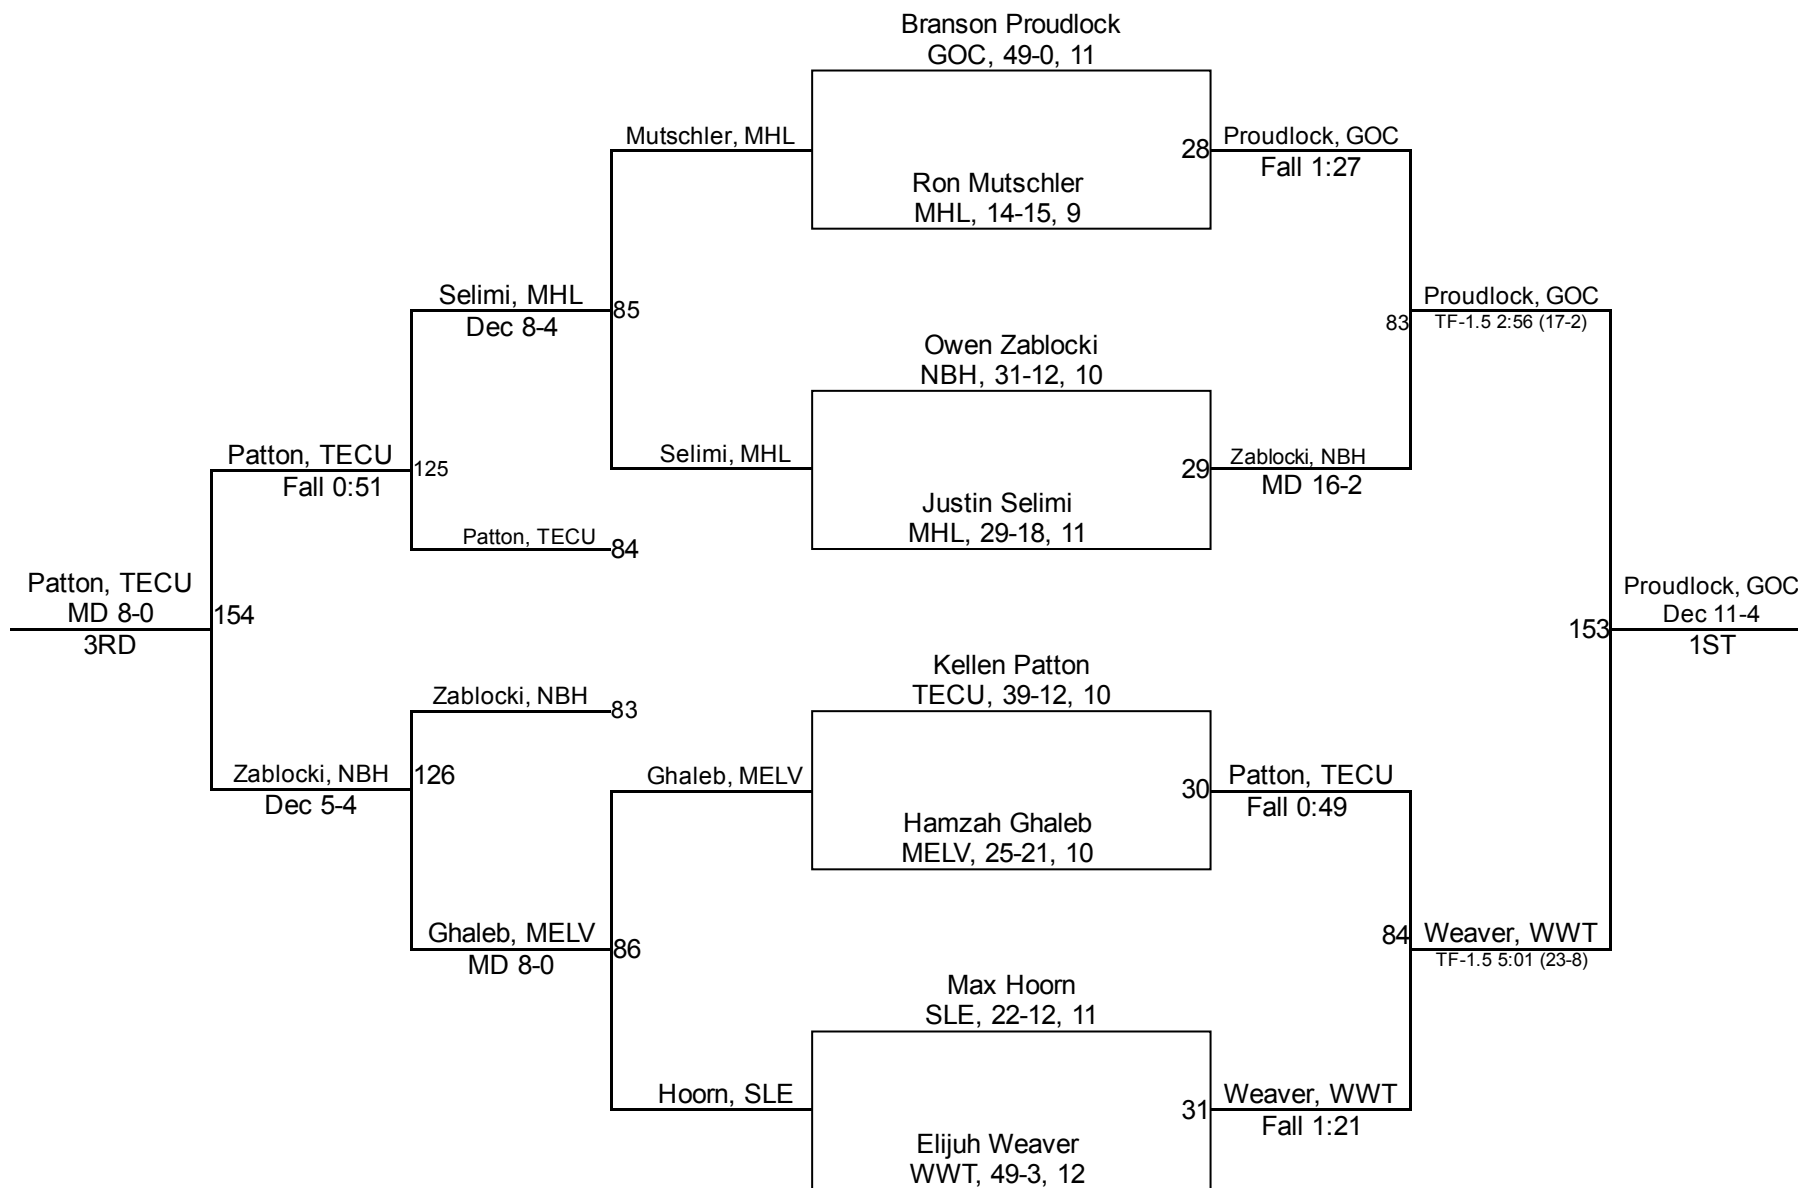 Branson Proudlock
GOC, 49-0, 11
Mutschler, MHL
28
Proudlock, GOC
Fall 1:27
Ron Mutschler
MHL, 14-15, 9
Selimi, MHL
Dec 8-4
85
83
Proudlock, GOC
TF-1.5 2:56 (17-2)
Owen Zablocki
NBH, 31-12, 10
Patton, TECU
Fall 0:51
125
Selimi, MHL
29
Zablocki, NBH
MD 16-2
Justin Selimi
MHL, 29-18, 11
Patton, TECU
84
Patton, TECU
MD 8-0
3RD
154
153
Proudlock, GOC
Dec 11-4
1ST
Kellen Patton
TECU, 39-12, 10
Zablocki, NBH
83
Zablocki, NBH
Dec 5-4
126
Ghaleb, MELV
30
Patton, TECU
Fall 0:49
Hamzah Ghaleb
MELV, 25-21, 10
Ghaleb, MELV
MD 8-0
86
84
Weaver, WWT
TF-1.5 5:01 (23-8)
Max Hoorn
SLE, 22-12, 11
Hoorn, SLE
31
Weaver, WWT
Fall 1:21
Elijuh Weaver
WWT, 49-3, 12